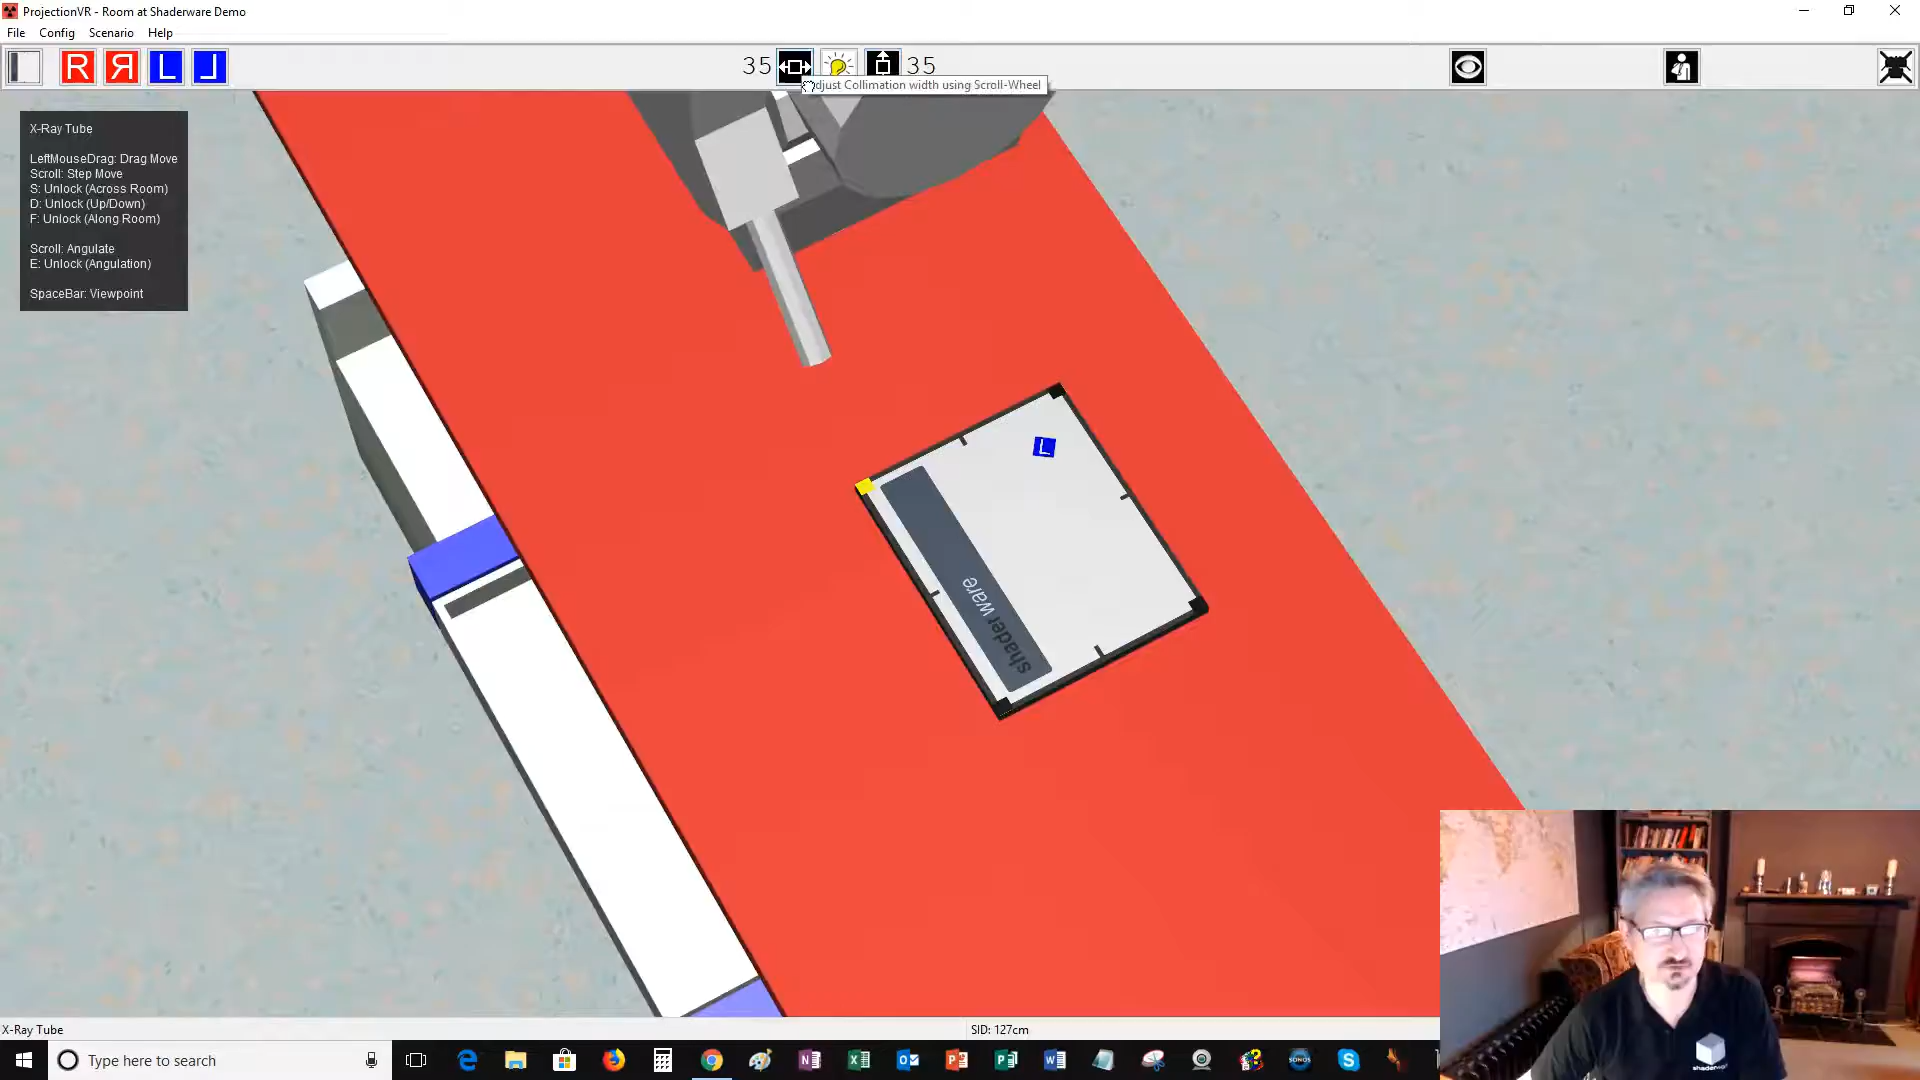 ProjectionVR - Room at Shaderware Demo
File Config Scenario Help
R R L L 35 35
djust Collimation width using Scroll-Wheel
X-Ray Tube
LeftMouseDrag: Drag Move
Scroll: Step Move
S: Unlock (Across Room)
D: Unlock (Up/Down)
F: Unlock (Along Room)
Scroll: Angulate
E: Unlock (Angulation)
SpaceBar: Viewpoint
L
shader ware
X-Ray Tube SID: 127cm
Type here to search